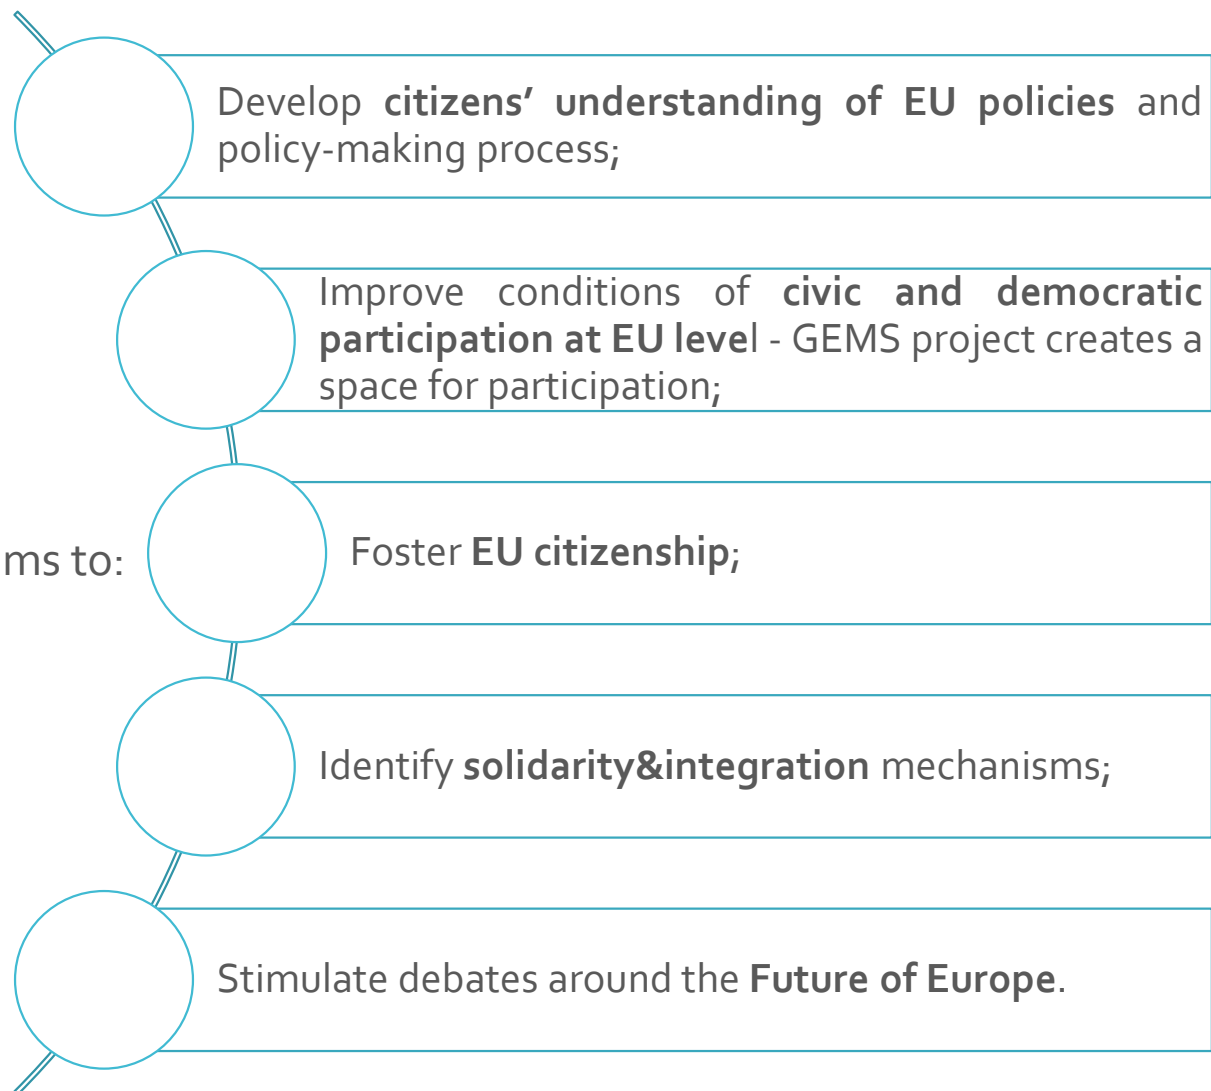 Develop citizens’ understanding of EU policies and
policy-making process;
Improve conditions of civic and democratic
participation at EU level - GEMS project creates a
space for participation;
ms to:
Foster EU citizenship;
Identify solidarity&integration mechanisms;
Stimulate debates around the Future of Europe.